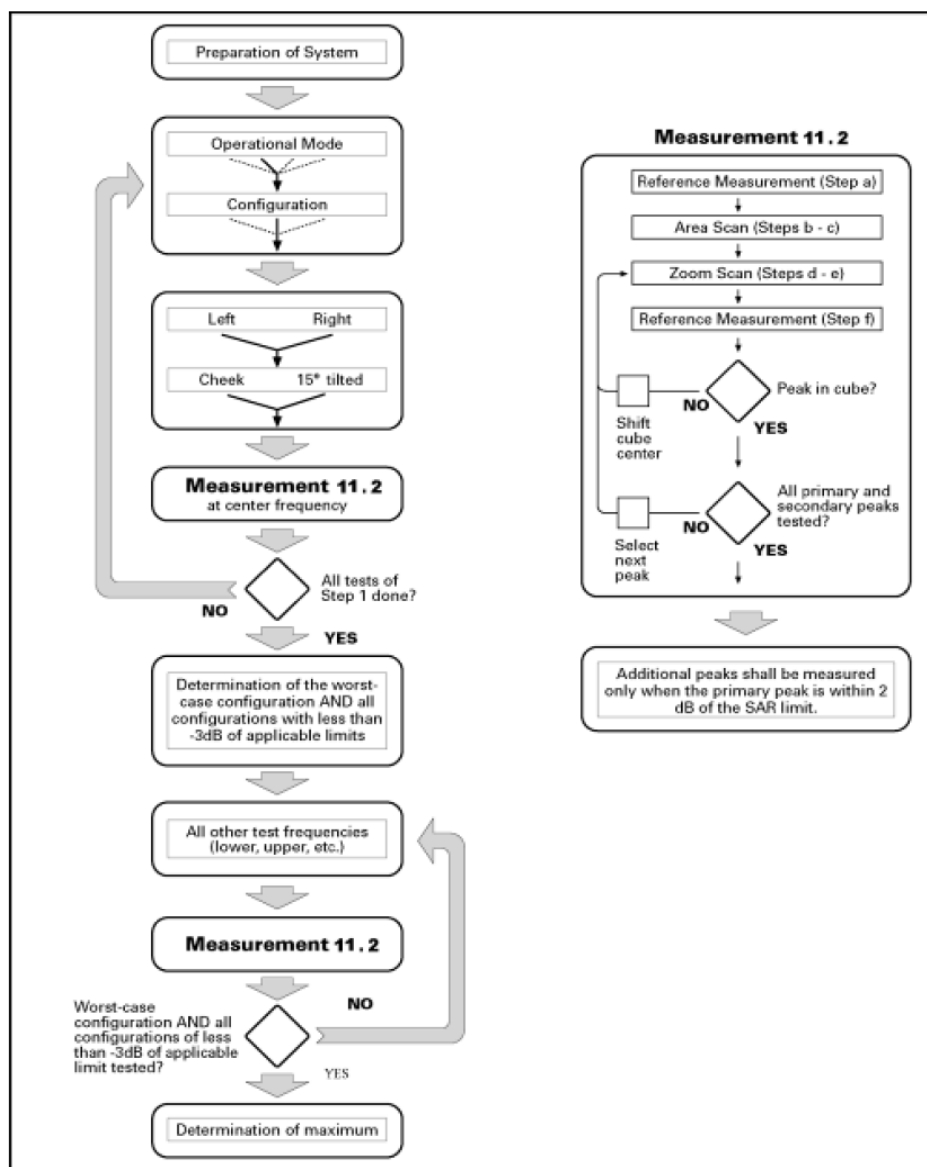 Preparation of System
Operational Mode
Configuration
Left Right
Cheek 15° tilted
Measurement 11.2
at center frequency
All tests of
Step 1 done?
NO
YES
Determination of the worst-
case configuration AND all
configurations with less than
-3dB of applicable limits
All other test frequencies
(lower, upper, etc.)
Measurement 11.2
NO
Worst-case
configuration AND all
configurations of less
than -3dB of applicable
limit tested?
YES
Determination of maximum
Measurement 11.2
Reference Measurement (Step a)
Area Scan (Steps b - c)
Zoom Scan (Steps d - e)
Reference Measurement (Step f)
Peak in cube?
NO
YES
Shift
cube
center
All primary and
secondary peaks
tested?
NO
YES
Select
next
peak
Additional peaks shall be measured
only when the primary peak is within 2
dB of the SAR limit.